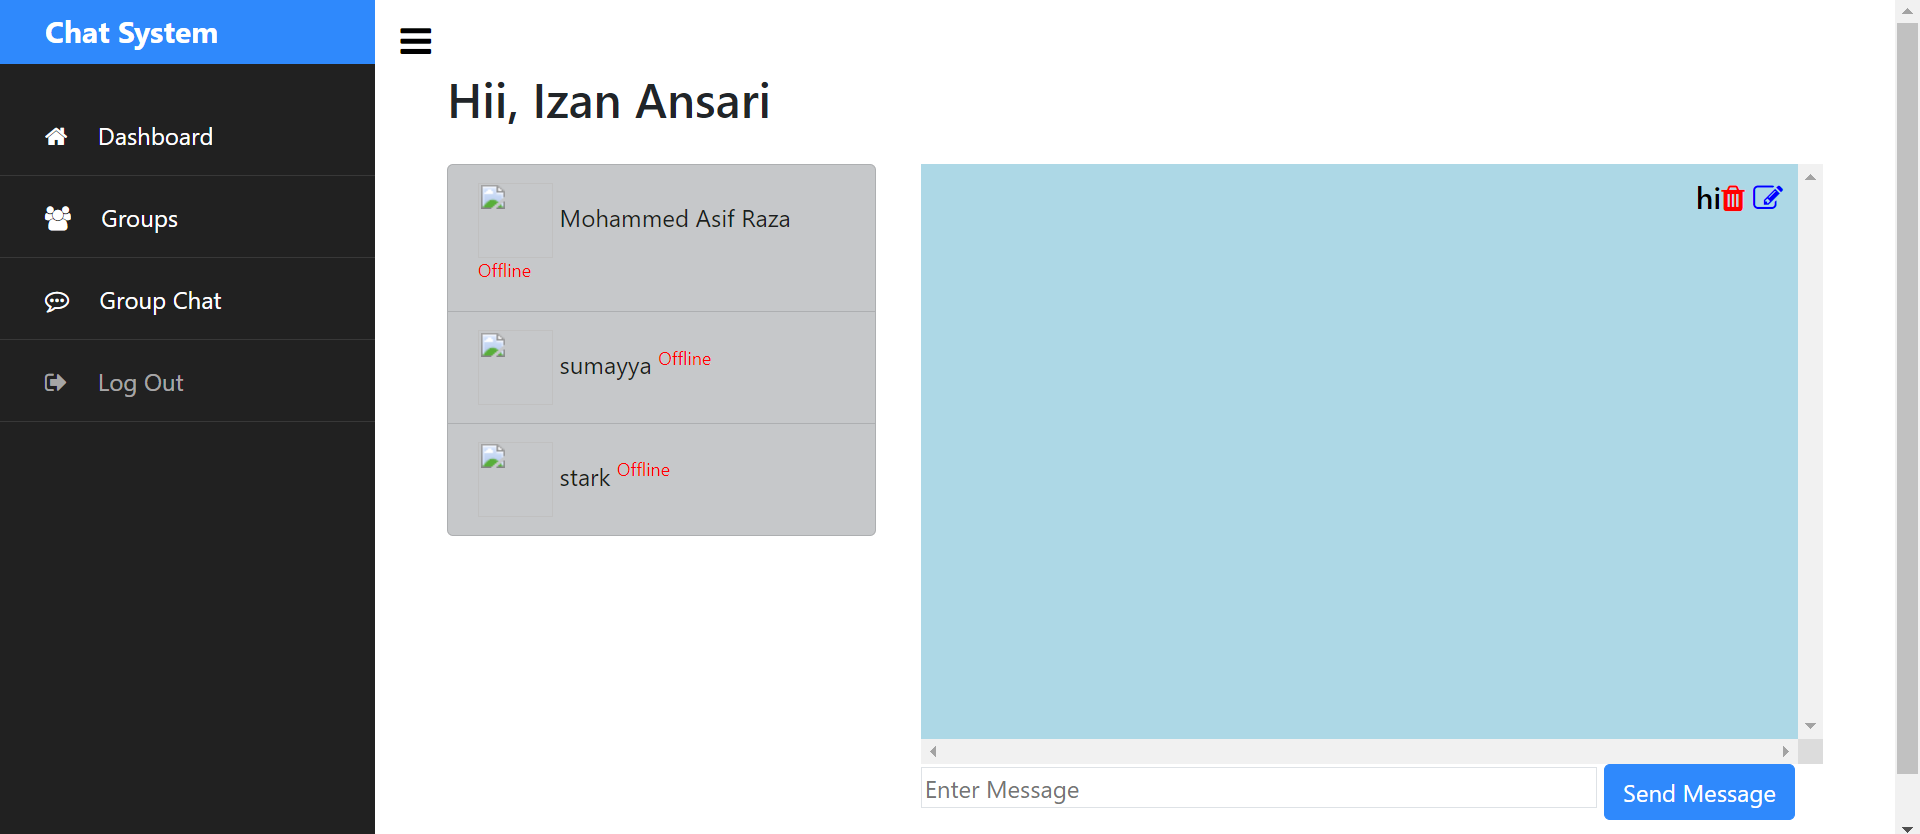 Chat System
Dashboard
Groups
Group Chat
Log Out
Hii, Izan Ansari
Mohammed Asif Raza
Offline
sumayya Offline
stark Offline
hi
Enter Message
Send Message